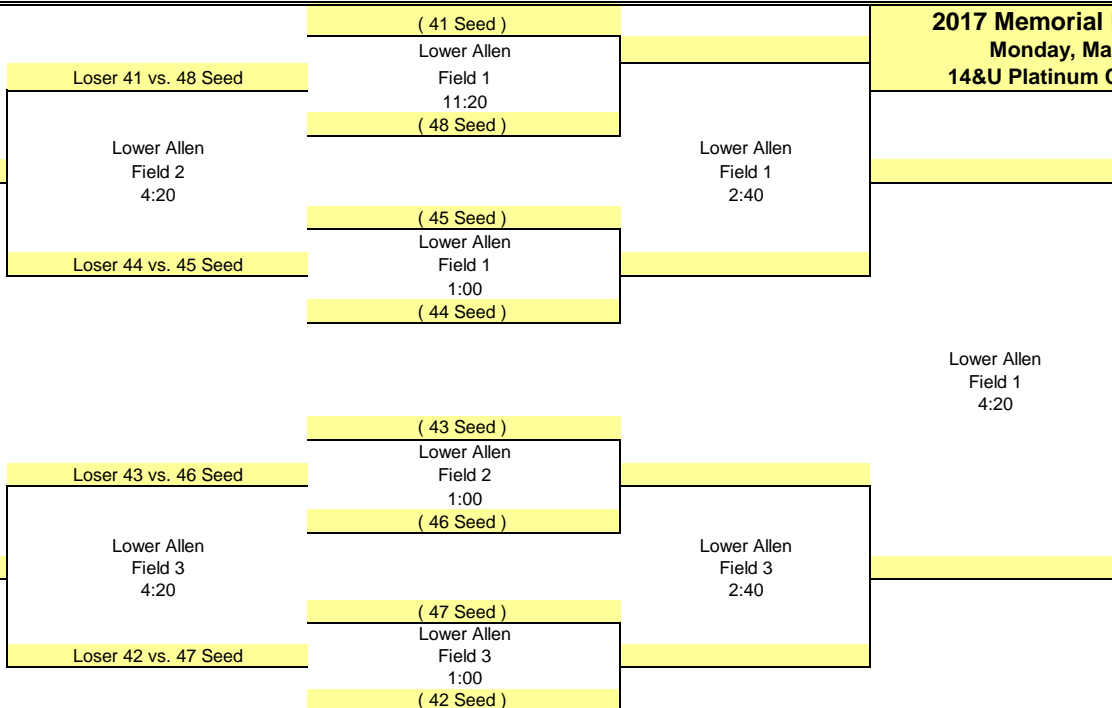 ( 41 Seed )
2017 Memorial
Lower Allen
Monday, Ma
Loser 41 vs. 48 Seed
Field 1
14&U Platinum
11:20
( 48 Seed )
Lower Allen
Field 2
4:20
Lower Allen
Field 1
2:40
( 45 Seed )
Lower Allen
Loser 44 vs. 45 Seed
Field 1
1:00
( 44 Seed )
Lower Allen
Field 1
4:20
( 43 Seed )
Lower Allen
Loser 43 vs. 46 Seed
Field 2
1:00
( 46 Seed )
Lower Allen
Field 3
4:20
Lower Allen
Field 3
2:40
( 47 Seed )
Lower Allen
Loser 42 vs. 47 Seed
Field 3
1:00
( 42 Seed )